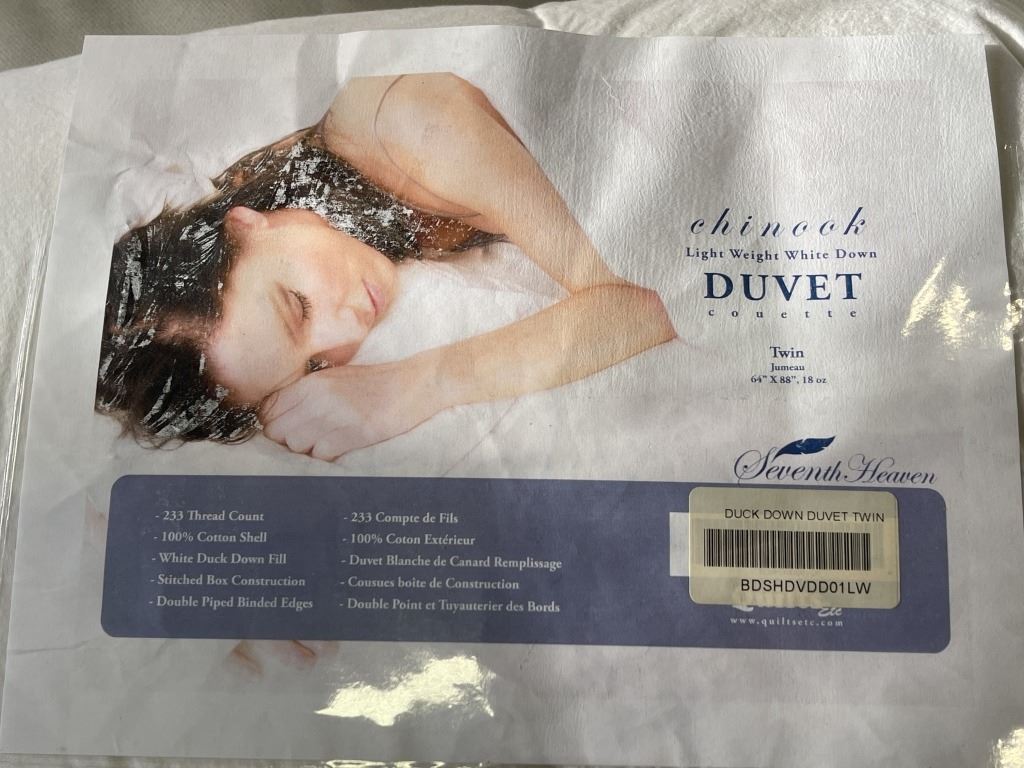 chinook
Light Weight White Down
DUVET
couette
Twin
Jumeau
64" X 88", 18 oz
Seventh Heaven
- 233 Thread Count
- 100% Cotton Shell
- White Duck Down Fill
- Stitched Box Construction
- Double Piped Binded Edges
- 233 Compte de Fils
- 100% Coton Extérieur
- Duvet Blanche de Canard Remplissage
- Cousues boite de Construction
- Double Point et Tuyauterier des Bords
DUCK DOWN DUVET TWIN
BDSHDVDD01LW
Etc
www.quiltsetc.com